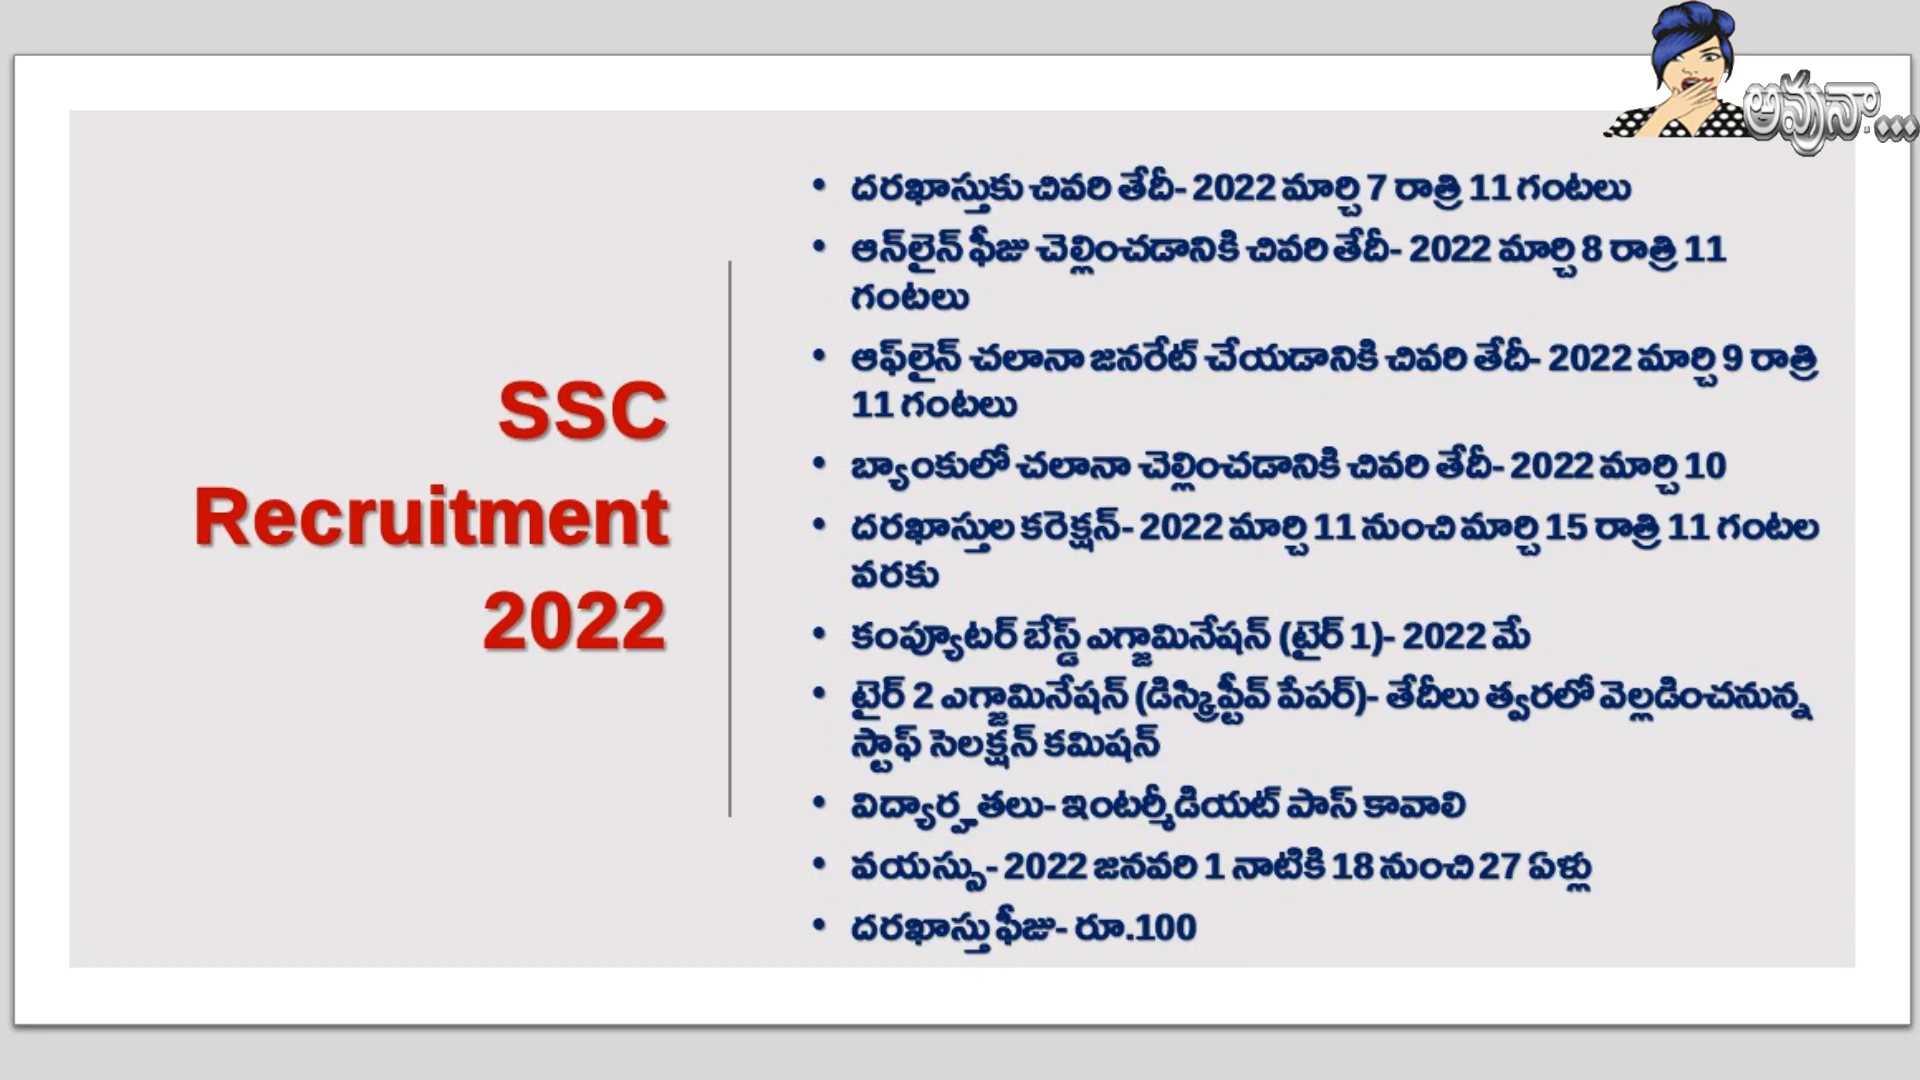 అవునా...
SSC
Recruitment
2022
• దరఖాస్తుకు చివరి తేదీ- 2022 మార్చి 7 రాత్రి 11 గంటలు
• ఆన్‌లైన్ ఫీజు చెల్లించడానికి చివరి తేదీ- 2022 మార్చి 8 రాత్రి 11
గంటలు
• ఆఫ్‌లైన్ చలానా జనరేట్ చేయడానికి చివరి తేదీ- 2022 మార్చి 9 రాత్రి
11 గంటలు
• బ్యాంకులో చలానా చెల్లించడానికి చివరి తేదీ- 2022 మార్చి 10
• దరఖాస్తుల కరెక్షన్- 2022 మార్చి 11 నుంచి మార్చి 15 రాత్రి 11 గంటల
వరకు
• కంప్యూటర్ బేస్డ్ ఎగ్జామినేషన్ (టైర్ 1)- 2022 మే
• టైర్ 2 ఎగ్జామినేషన్ (డిస్క్రిప్టీవ్ పేపర్)- తేదీలు త్వరలో వెల్లడించనున్న
స్టాఫ్ సెలక్షన్ కమిషన్
• విద్యార్హతలు- ఇంటర్మీడియట్ పాస్ కావాలి
• వయస్సు- 2022 జనవరి 1 నాటికి 18 నుంచి 27 ఏళ్లు
• దరఖాస్తు ఫీజు- రూ.100